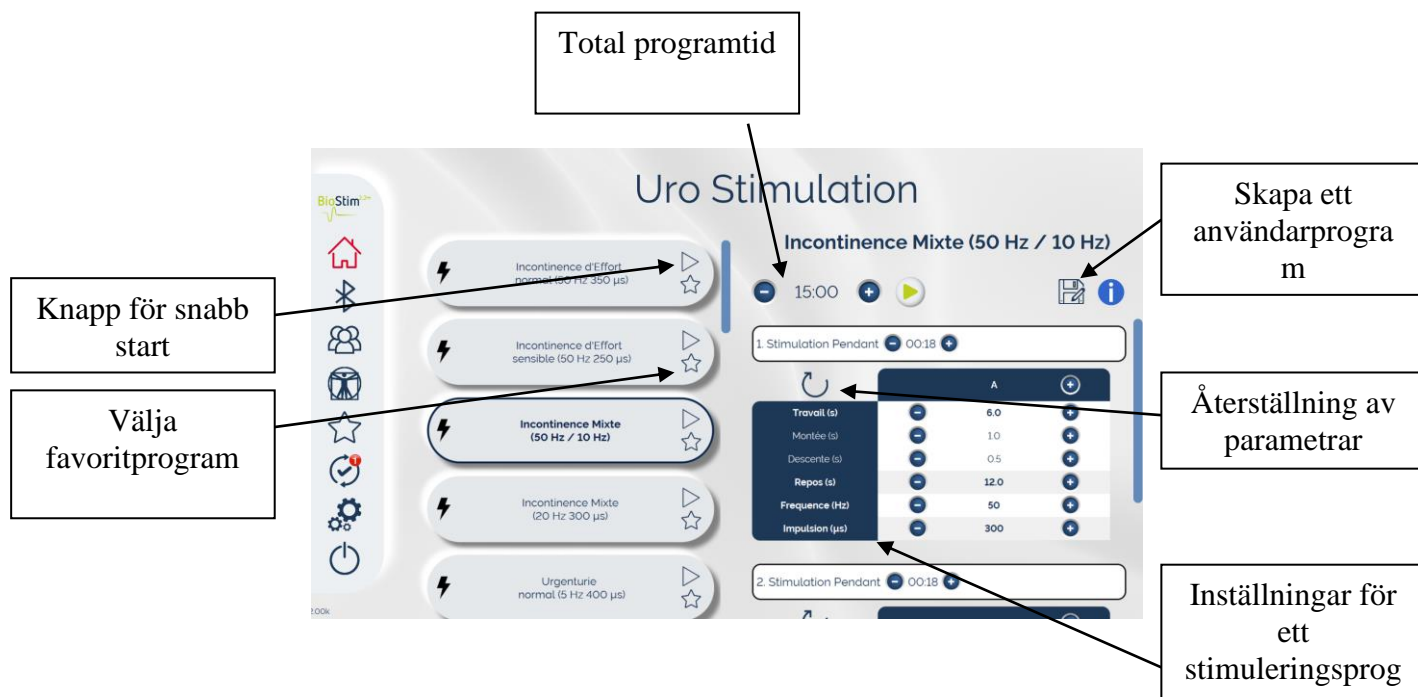 Total programtid
Uro Stimulation
Skapa ett
användarprogra
m
BioStim
Incontinence Mixte (50 Hz / 10 Hz)
Incontinence d'Effort
normal (50 Hz 350 µs)
15:00
i
Knapp för snabb
start
Incontinence d'Effort
sensible (50 Hz 250 µs)
1. Stimulation Pendant 00:18
A
Återställning av
parametrar
Välja
favoritprogram
Incontinence Mixte
(50 Hz / 10 Hz)
Travail (s) 6.0
Montée (s) 1.0
Descente (s) 0.5
Repos (s) 12.0
Frequence (Hz) 50
Impulsion (µs) 300
Incontinence Mixte
(20 Hz 300 µs)
Urgenturie
normal (5 Hz 400 µs)
2. Stimulation Pendant 00:18
Inställningar för
ett
stimuleringsprog
2.00k